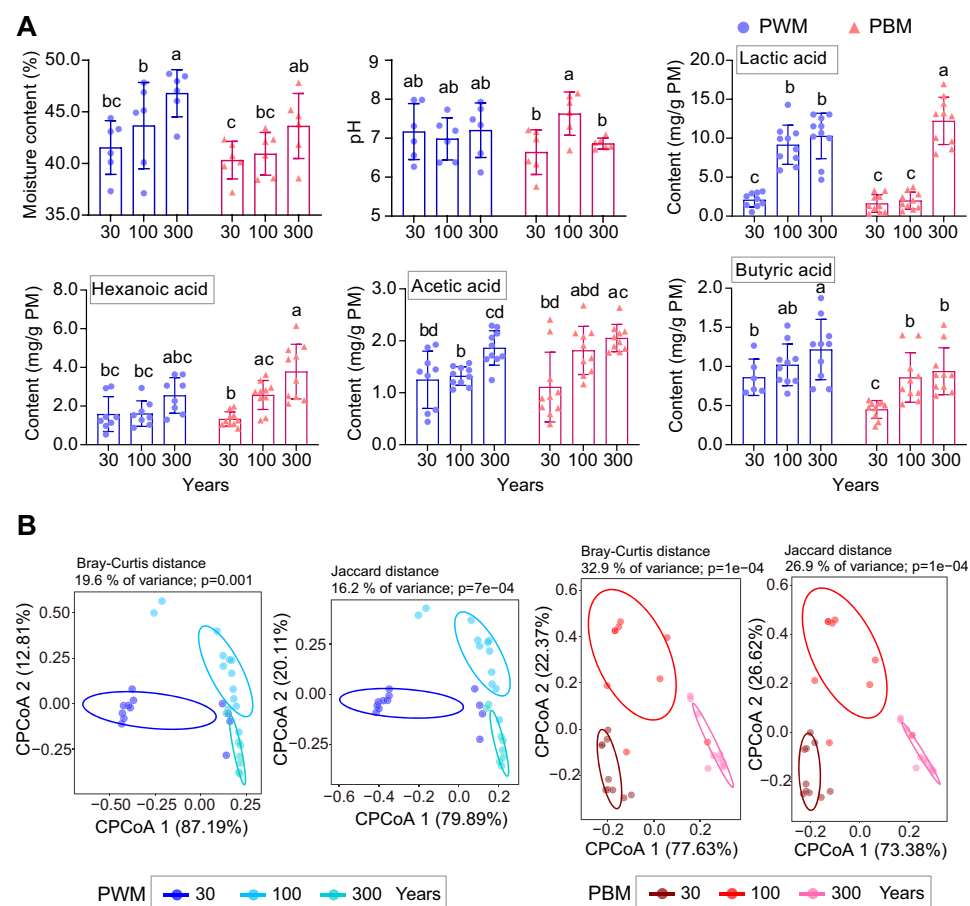 A
PWM PBM
Moisture content (%)
50.0
45.0
40.0
35.0
bc b a c bc ab
30 100 300 30 100 300
pH
9
8
7
6
5
ab ab ab b a b
30 100 300 30 100 300
Lactic acid
Content (mg/g PM)
20.0
15.0
10.0
5.0
0.0
c b b c c a
30 100 300 30 100 300
Hexanoic acid
Content (mg/g PM)
8.0
6.0
4.0
2.0
0.0
bc bc abc b ac a
30 100 300 30 100 300
Years
Acetic acid
Content (mg/g PM)
3.0
2.0
1.0
0.0
bd b cd bd abd ac
30 100 300 30 100 300
Years
Butyric acid
Content (mg/g PM)
2.0
1.5
1.0
0.5
0.0
b ab a c b b
30 100 300 30 100 300
Years
B
Bray-Curtis distance
19.6 % of variance; p=0.001
CPCoA 2 (12.81%)
0.50
0.25
0.00
−0.25
−0.50 −0.25 0.00 0.25
CPCoA 1 (87.19%)
Jaccard distance
16.2 % of variance; p=7e−04
CPCoA 2 (20.11%)
0.25
0.00
−0.25
−0.6 −0.4 −0.2 0.0 0.2
CPCoA 1 (79.89%)
Bray-Curtis distance
32.9 % of variance; p=1e−04
CPCoA 2 (22.37%)
0.6
0.4
0.2
0.0
−0.2
−0.2 0.0 0.2
CPCoA 1 (77.63%)
Jaccard distance
26.9 % of variance; p=1e−04
CPCoA 2 (26.62%)
0.4
0.2
0.0
−0.2
−0.2 0.0 0.2
CPCoA 1 (73.38%)
PWM 30 100 300 Years
PBM 30 100 300 Years